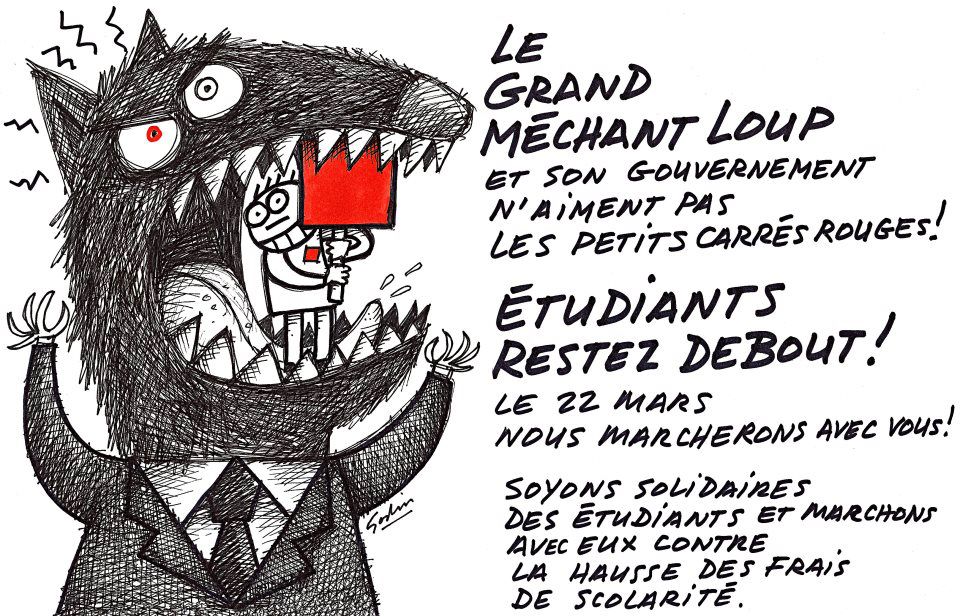 LE
GRAND
MÉCHANT LOUP
ET SON GOUVERNEMENT
N'AIMENT PAS
LES PETITS CARRÉS ROUGES!
ÉTUDIANTS
RESTEZ DEBOUT!
LE 22 MARS
NOUS MARCHERONS AVEC VOUS!
SOYONS SOLIDAIRES
DES ÉTUDIANTS ET MARCHONS
AVEC EUX CONTRE
LA HAUSSE DES FRAIS
DE SCOLARITÉ.